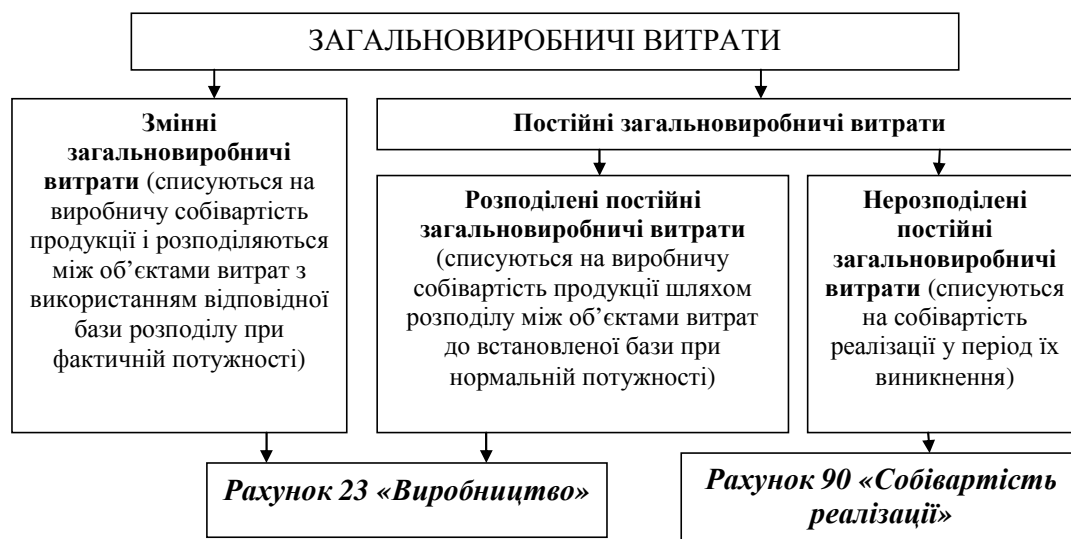 ЗАГАЛЬНОВИРОБНИЧІ ВИТРАТИ
Змінні
загальновиробничі
витрати (списуються на
виробничу собівартість
продукції і розподіляються
між об’єктами витрат з
використанням відповідної
бази розподілу при
фактичній потужності)
Постійні загальновиробничі витрати
Розподілені постійні
загальновиробничі витрати
(списуються на виробничу
собівартість продукції шляхом
розподілу між об’єктами витрат
до встановленої бази при
нормальній потужності)
Нерозподілені
постійні
загальновиробничі
витрати (списуються
на собівартість
реалізації у період їх
виникнення)
Рахунок 23 «Виробництво»
Рахунок 90 «Собівартість
реалізації»